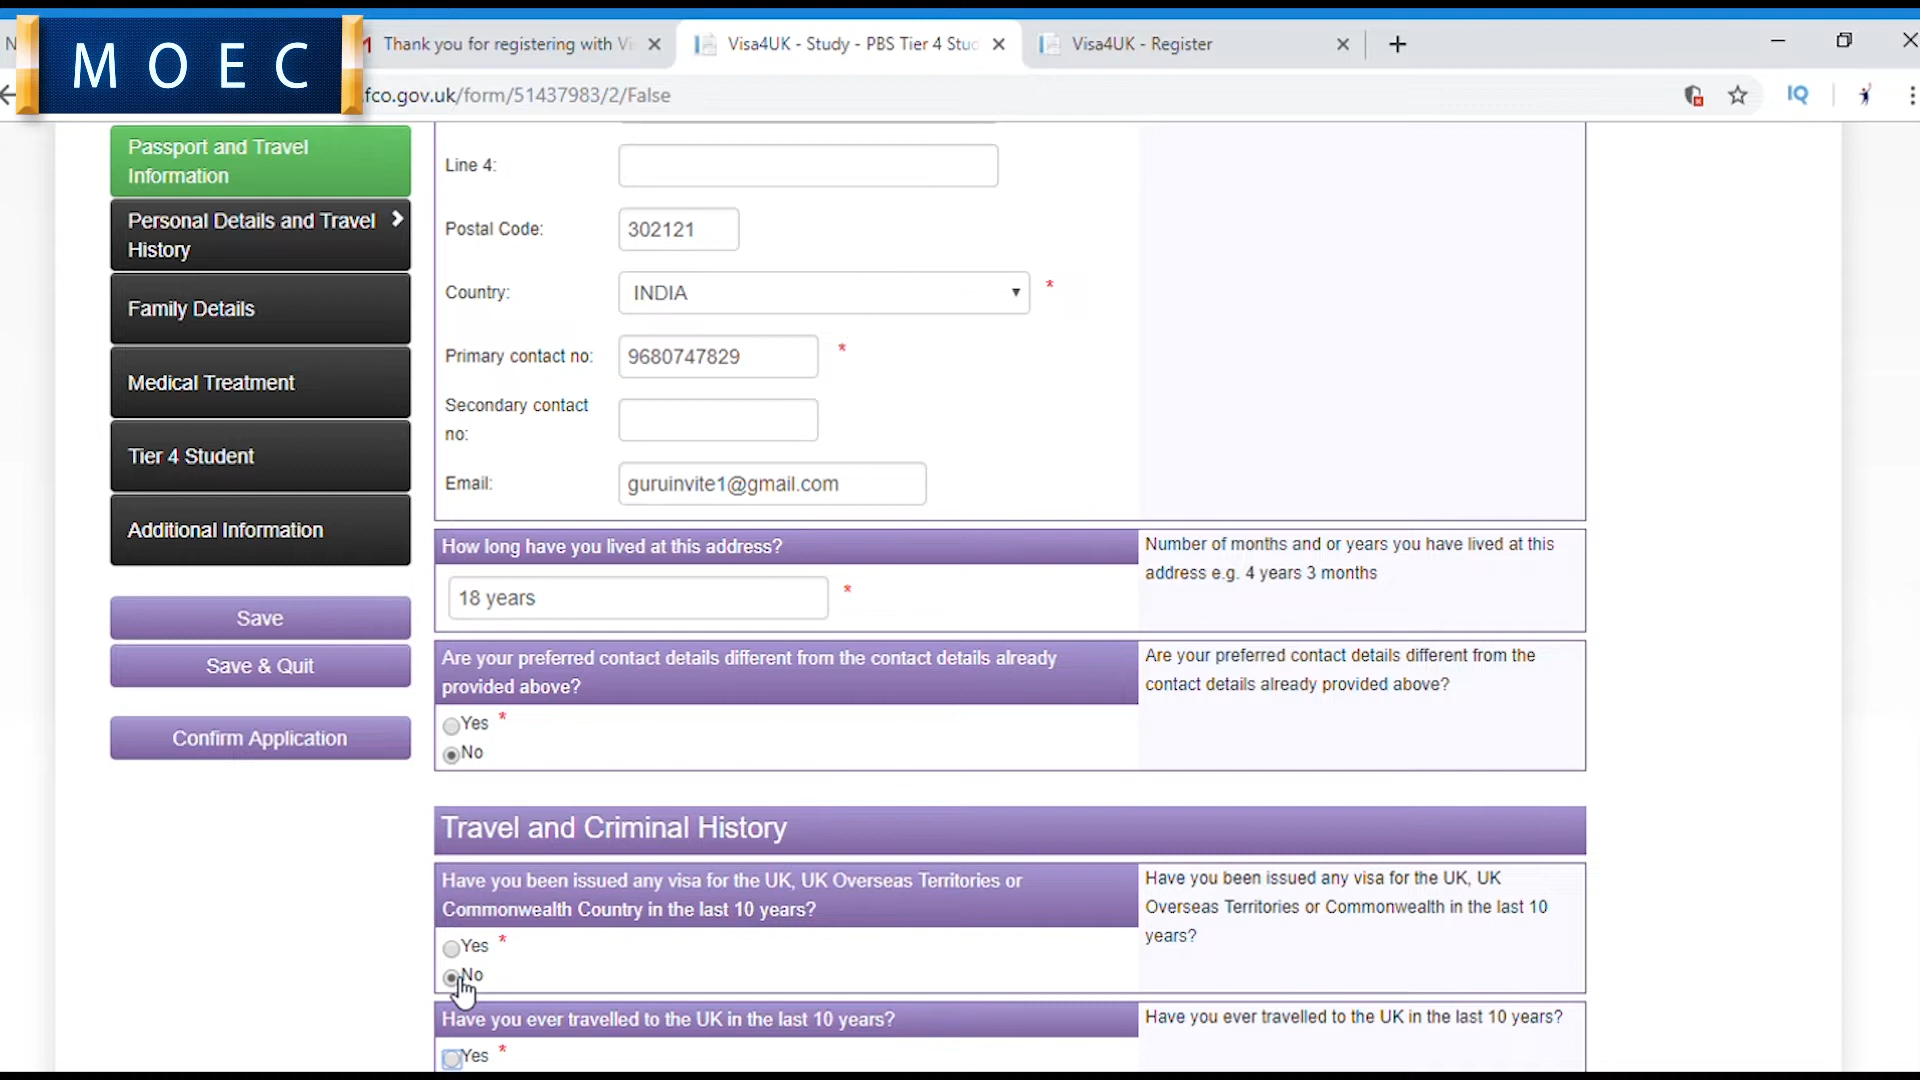 MOEC
Thank you for registering with Vi
Visa4UK - Study - PBS Tier 4 Stud
Visa4UK - Register
fco.gov.uk/form/51437983/2/False
IQ
Passport and Travel
Information
Personal Details and Travel
History
Family Details
Medical Treatment
Tier 4 Student
Additional Information
Save
Save & Quit
Confirm Application
Line 4:
Postal Code:
302121
Country:
INDIA
*
Primary contact no:
9680747829
*
Secondary contact
no:
Email:
guruinvite1@gmail.com
How long have you lived at this address?
18 years
*
Number of months and or years you have lived at this
address e.g. 4 years 3 months
Are your preferred contact details different from the contact details already
provided above?
Yes *
No
Are your preferred contact details different from the
contact details already provided above?
Travel and Criminal History
Have you been issued any visa for the UK, UK Overseas Territories or
Commonwealth Country in the last 10 years?
Yes *
No
Have you been issued any visa for the UK, UK
Overseas Territories or Commonwealth in the last 10
years?
Have you ever travelled to the UK in the last 10 years?
Yes *
Have you ever travelled to the UK in the last 10 years?